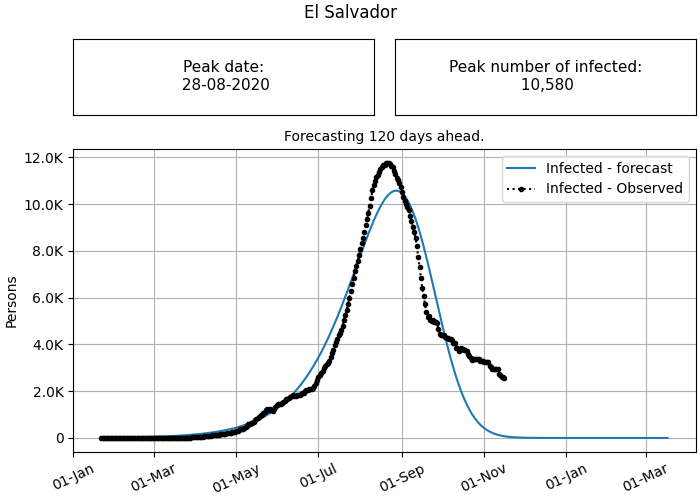 El Salvador
Peak date:
28-08-2020
Peak number of infected:
10,580
Forecasting 120 days ahead.
12.0K
10.0K
8.0K
6.0K
4.0K
2.0K
0
Persons
Infected - forecast
Infected - Observed
01-Jan
01-Mar
01-May
01-Jul
01-Sep
01-Nov
01-Jan
01-Mar